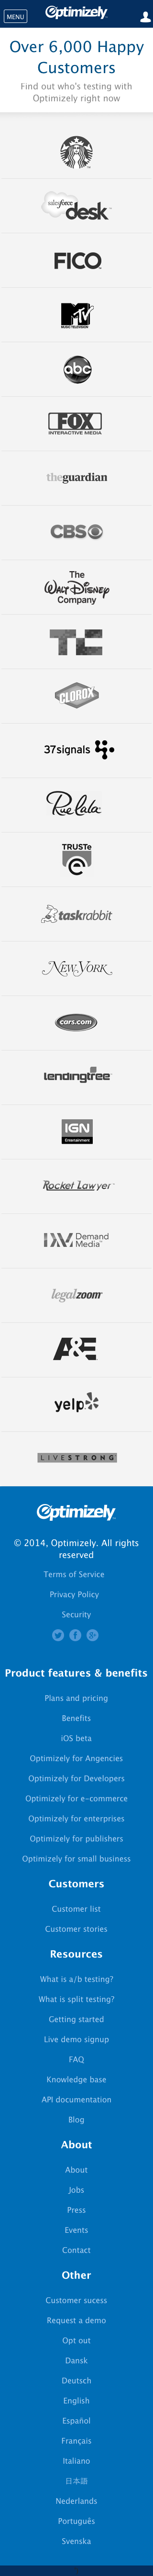 MENU
Optimizely
Over 6,000 Happy
Customers
Find out who's testing with
Optimizely right now
salesforce
desk
FICO
MTV
MUSIC TELEVISION
abc
FOX
INTERACTIVE MEDIA
theguardian
CBS
The
Walt Disney
Company
TC
CLOROX
37signals
Rue La La
TRUSTe
taskrabbit
NEW YORK
cars.com
lendingtree
IGN
Entertainment
Rocket Lawyer
Demand
Media
legalzoom
A&E
yelp
LIVESTRONG
Optimizely
© 2014, Optimizely. All rights
reserved
Terms of Service
Privacy Policy
Security
Product features & benefits
Plans and pricing
Benefits
iOS beta
Optimizely for Angencies
Optimizely for Developers
Optimizely for e-commerce
Optimizely for enterprises
Optimizely for publishers
Optimizely for small business
Customers
Customer list
Customer stories
Resources
What is a/b testing?
What is split testing?
Getting started
Live demo signup
FAQ
Knowledge base
API documentation
Blog
About
About
Jobs
Press
Events
Contact
Other
Customer sucess
Request a demo
Opt out
Dansk
Deutsch
English
Español
Français
Italiano
日本語
Nederlands
Português
Svenska